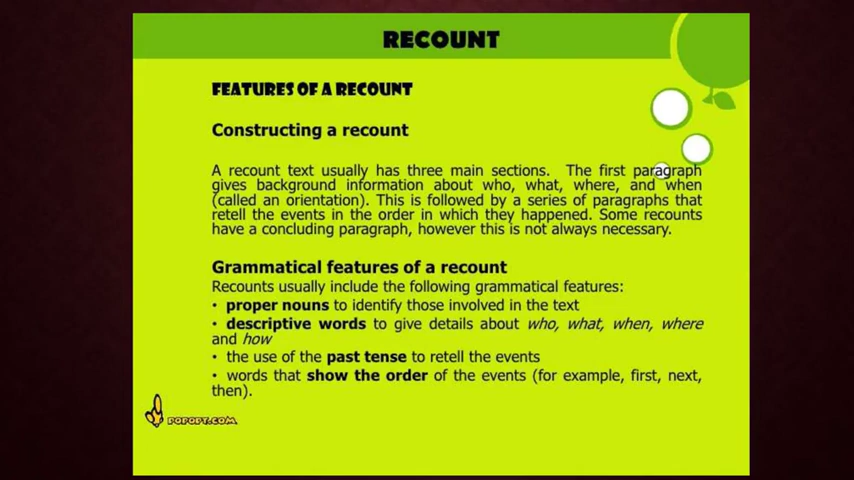 RECOUNT
FEATURES OF A RECOUNT
Constructing a recount
A recount text usually has three main sections. The first paragraph
gives background information about who, what, where, and when
(called an orientation). This is followed by a series of paragraphs that
retell the events in the order in which they happened. Some recounts
have a concluding paragraph, however this is not always necessary.
Grammatical features of a recount
Recounts usually include the following grammatical features:
• proper nouns to identify those involved in the text
• descriptive words to give details about who, what, when, where
and how
• the use of the past tense to retell the events
• words that show the order of the events (for example, first, next,
then).
POPOPT.COM